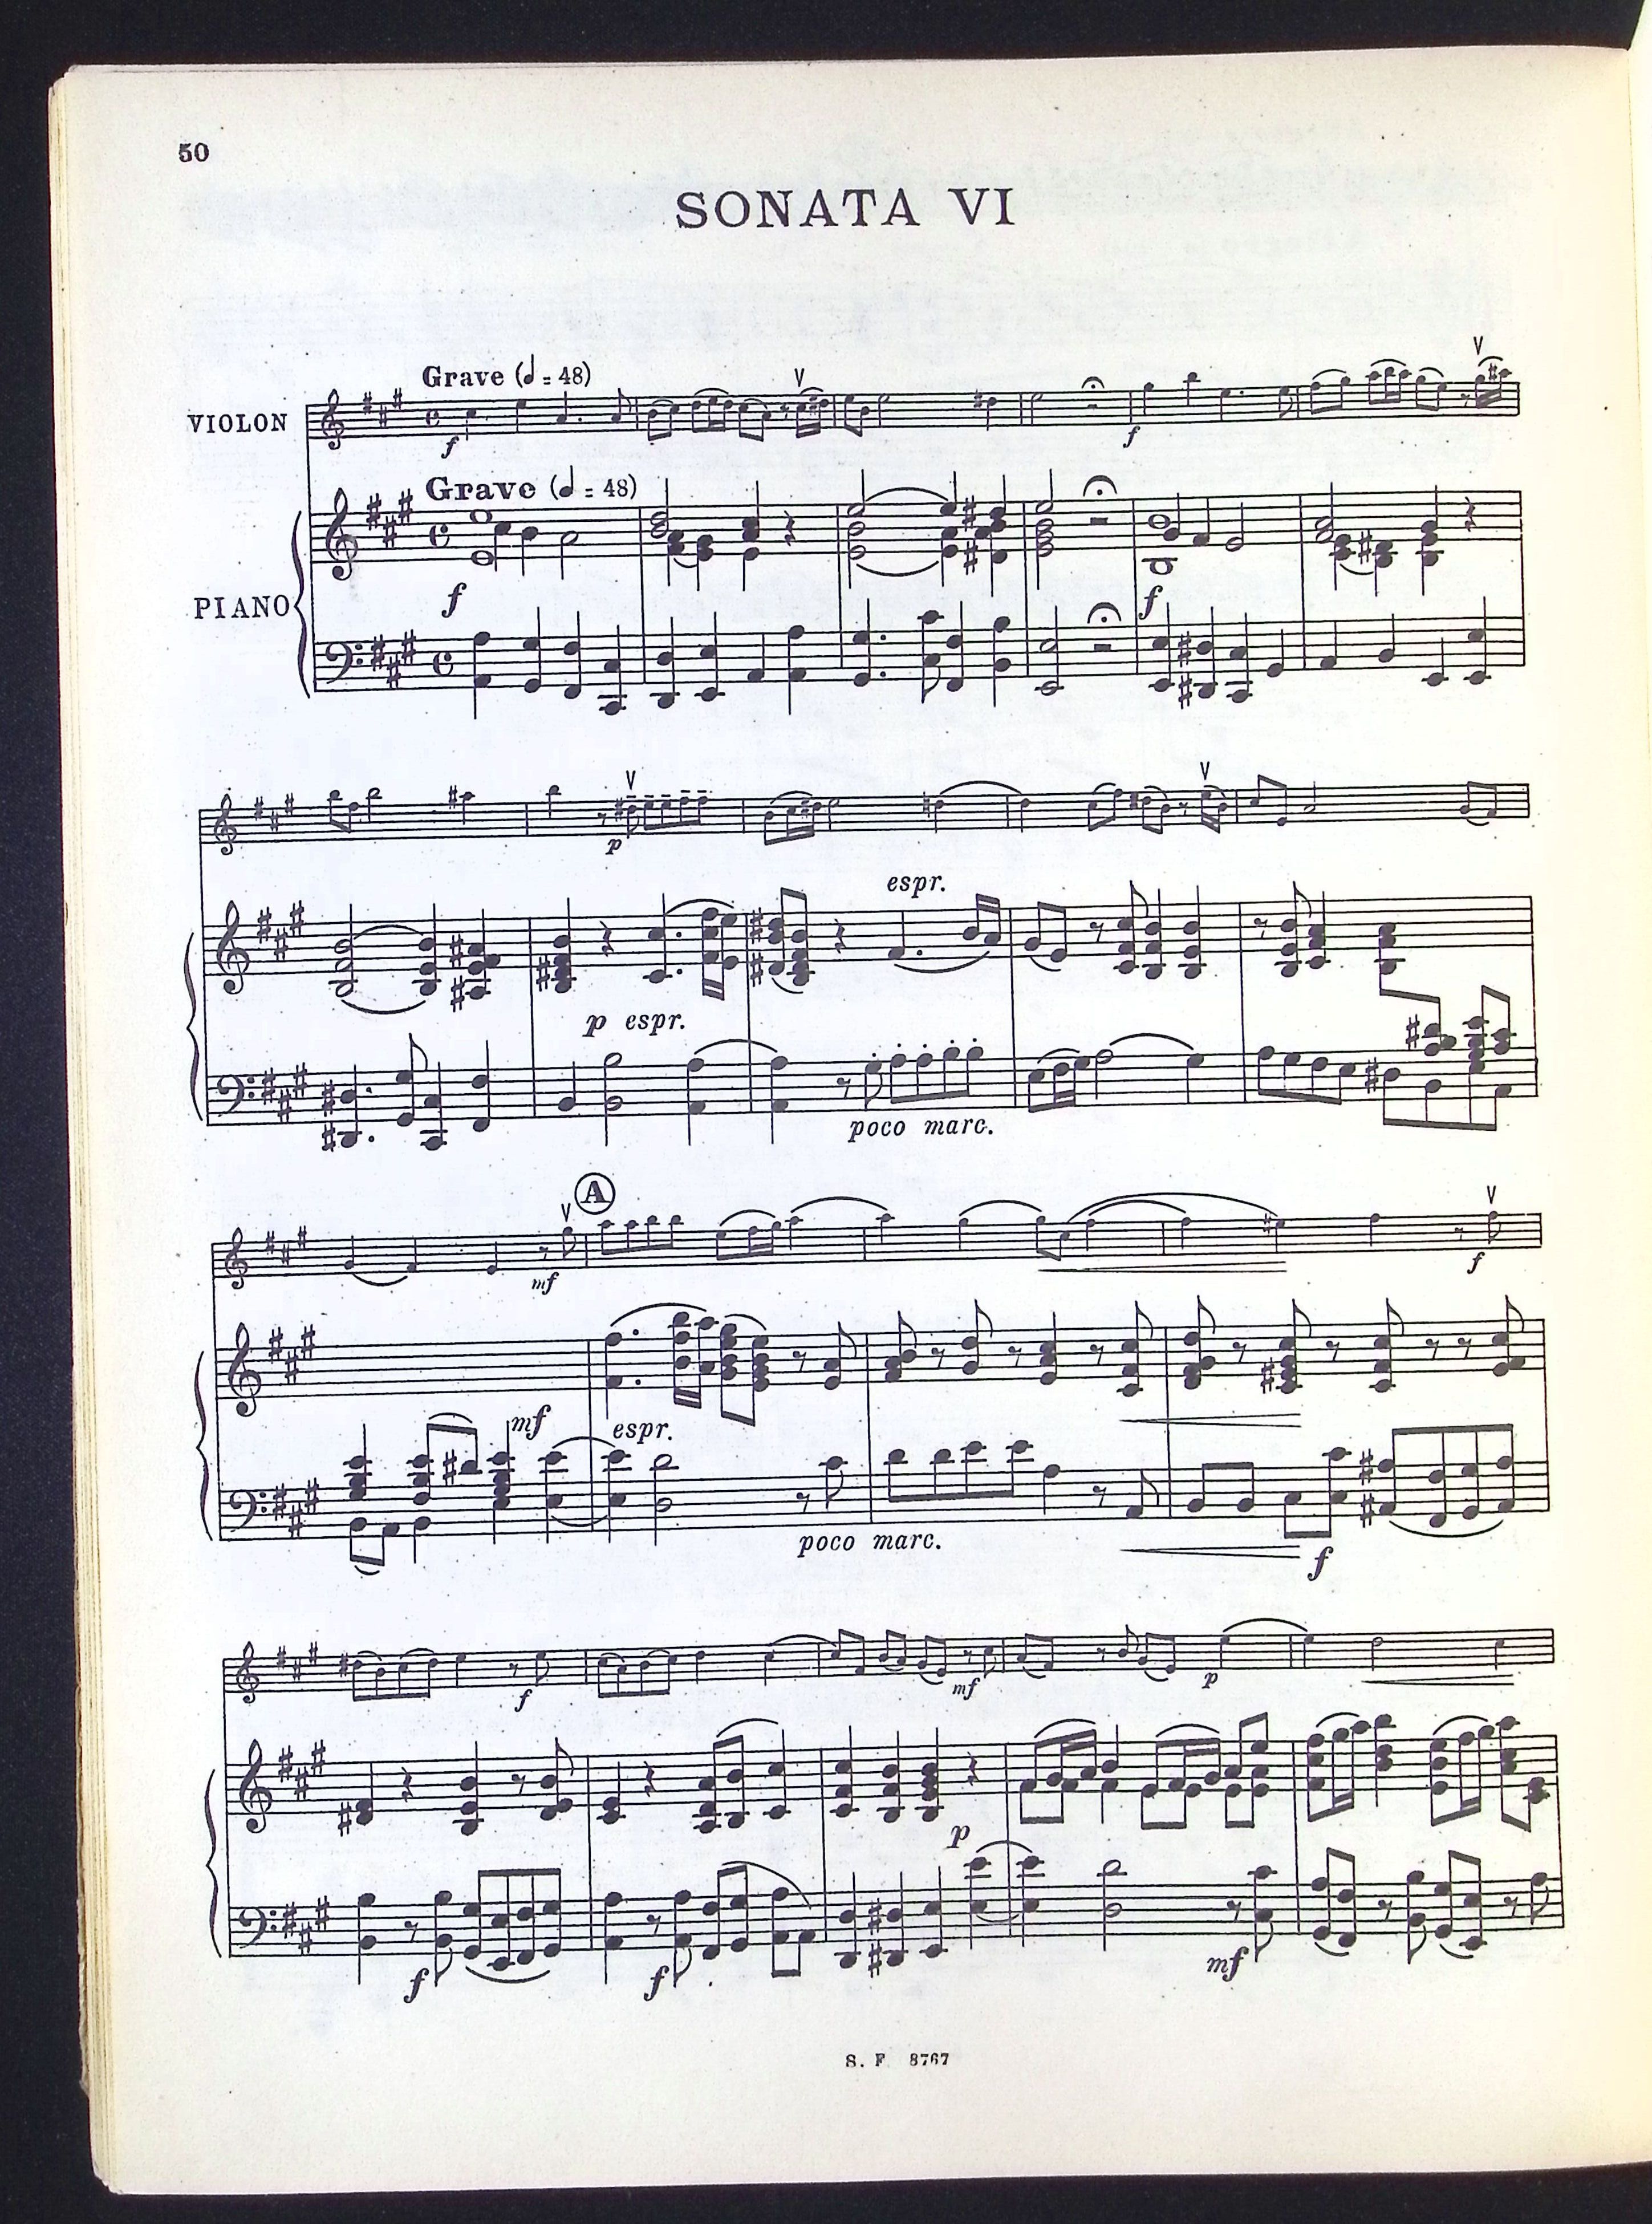 50
SONATA VI
Grave (𝅗𝅥 = 48)
V
V
VIOLON
f
f
Grave (𝅗𝅥 = 48)
PIANO
f
f
V
V
p
espr.
p espr.
poco marc.
A
V
V
mf
f
mf
espr.
poco marc.
f
f
mf
p
p
f
f
mf
S. F 8767